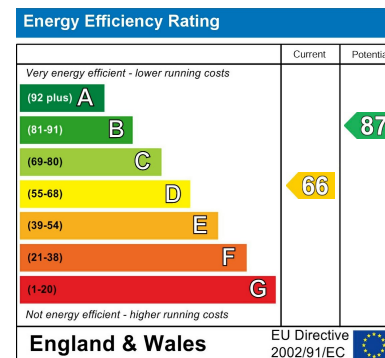 Energy Efficiency Rating
Current Potentia
Very energy efficient - lower running costs
(92 plus) A
(81-91) B
87
(69-80) C
(55-68) D
66
(39-54) E
(21-38) F
(1-20) G
Not energy efficient - higher running costs
England & Wales
EU Directive
2002/91/EC